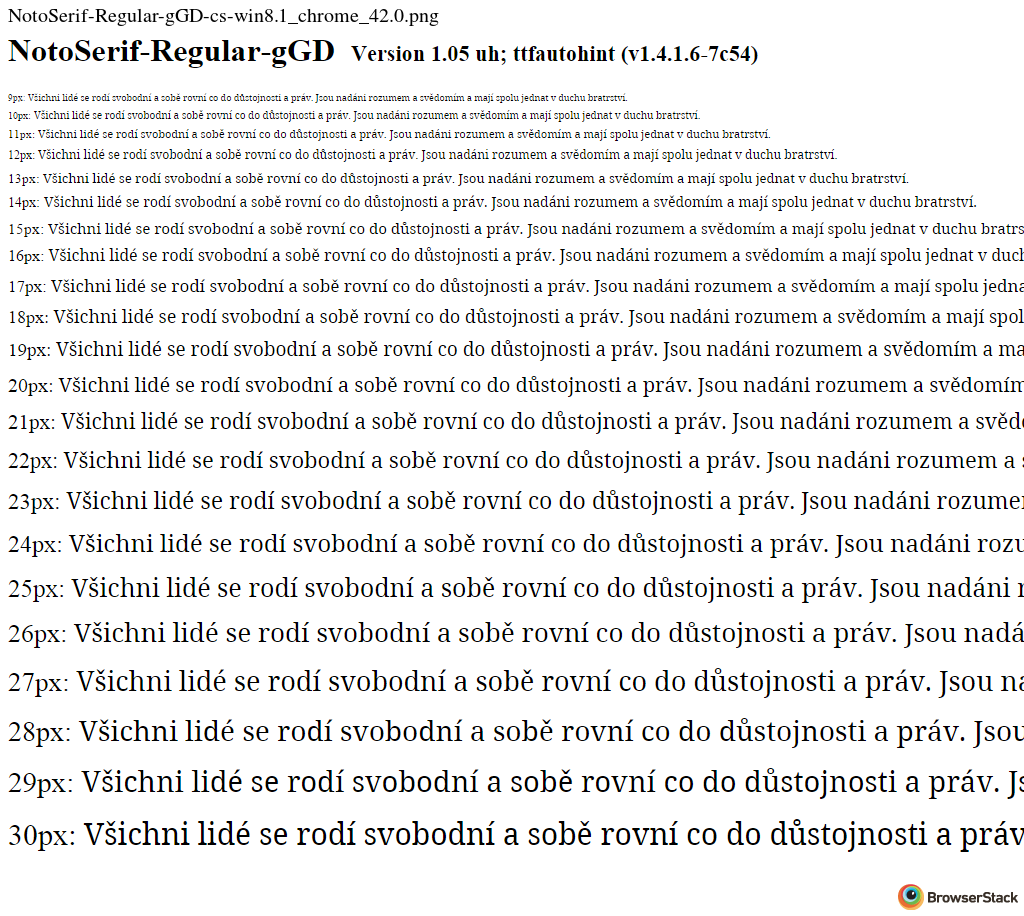 NotoSerif-Regular-gGD-cs-win8.1_chrome_42.0.png
NotoSerif-Regular-gGD Version 1.05 uh; ttfautohint (v1.4.1.6-7c54)
9px: Všichni lidé se rodí svobodní a sobě rovní co do důstojnosti a práv. Jsou nadáni rozumem a svědomím a mají spolu jednat v duchu bratrství.
10px: Všichni lidé se rodí svobodní a sobě rovní co do důstojnosti a práv. Jsou nadáni rozumem a svědomím a mají spolu jednat v duchu bratrství.
11px: Všichni lidé se rodí svobodní a sobě rovní co do důstojnosti a práv. Jsou nadáni rozumem a svědomím a mají spolu jednat v duchu bratrství.
12px: Všichni lidé se rodí svobodní a sobě rovní co do důstojnosti a práv. Jsou nadáni rozumem a svědomím a mají spolu jednat v duchu bratrství.
13px: Všichni lidé se rodí svobodní a sobě rovní co do důstojnosti a práv. Jsou nadáni rozumem a svědomím a mají spolu jednat v duchu bratrství.
14px: Všichni lidé se rodí svobodní a sobě rovní co do důstojnosti a práv. Jsou nadáni rozumem a svědomím a mají spolu jednat v duchu bratrství.
15px: Všichni lidé se rodí svobodní a sobě rovní co do důstojnosti a práv. Jsou nadáni rozumem a svědomím a mají spolu jednat v duchu bratrs
16px: Všichni lidé se rodí svobodní a sobě rovní co do důstojnosti a práv. Jsou nadáni rozumem a svědomím a mají spolu jednat v duch
17px: Všichni lidé se rodí svobodní a sobě rovní co do důstojnosti a práv. Jsou nadáni rozumem a svědomím a mají spolu jedna
18px: Všichni lidé se rodí svobodní a sobě rovní co do důstojnosti a práv. Jsou nadáni rozumem a svědomím a mají spol
19px: Všichni lidé se rodí svobodní a sobě rovní co do důstojnosti a práv. Jsou nadáni rozumem a svědomím a ma
20px: Všichni lidé se rodí svobodní a sobě rovní co do důstojnosti a práv. Jsou nadáni rozumem a svědomím
21px: Všichni lidé se rodí svobodní a sobě rovní co do důstojnosti a práv. Jsou nadáni rozumem a svědo
22px: Všichni lidé se rodí svobodní a sobě rovní co do důstojnosti a práv. Jsou nadáni rozumem a s
23px: Všichni lidé se rodí svobodní a sobě rovní co do důstojnosti a práv. Jsou nadáni rozumem
24px: Všichni lidé se rodí svobodní a sobě rovní co do důstojnosti a práv. Jsou nadáni rozu
25px: Všichni lidé se rodí svobodní a sobě rovní co do důstojnosti a práv. Jsou nadáni r
26px: Všichni lidé se rodí svobodní a sobě rovní co do důstojnosti a práv. Jsou nadá
27px: Všichni lidé se rodí svobodní a sobě rovní co do důstojnosti a práv. Jsou na
28px: Všichni lidé se rodí svobodní a sobě rovní co do důstojnosti a práv. Jsou
29px: Všichni lidé se rodí svobodní a sobě rovní co do důstojnosti a práv. Js
30px: Všichni lidé se rodí svobodní a sobě rovní co do důstojnosti a práv
BrowserStack